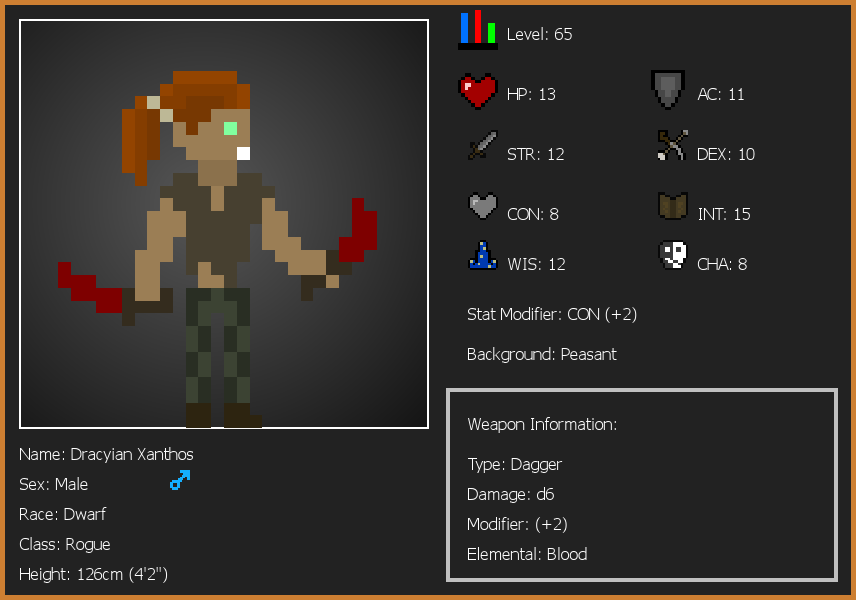 Level: 65
HP: 13
AC: 11
STR: 12
DEX: 10
CON: 8
INT: 15
WIS: 12
CHA: 8
Stat Modifier: CON (+2)
Background: Peasant
Weapon Information:
Type: Dagger
Damage: d6
Modifier: (+2)
Elemental: Blood
Name: Dracyian Xanthos
Sex: Male
Race: Dwarf
Class: Rogue
Height: 126cm (4'2")